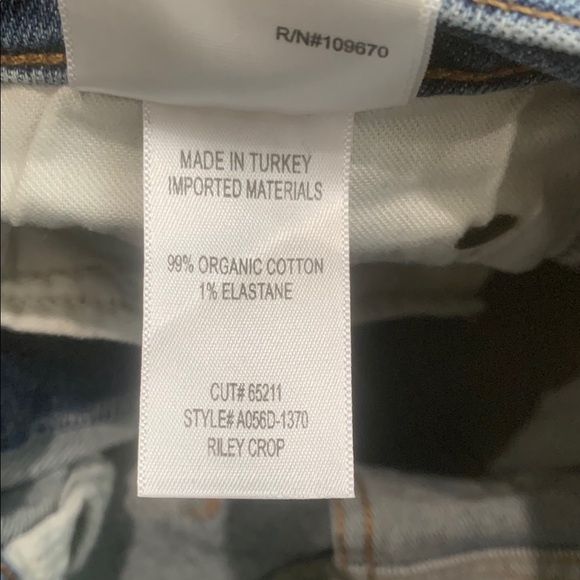 R/N#109670
MADE IN TURKEY
IMPORTED MATERIALS
99% ORGANIC COTTON
1% ELASTANE
CUT# 65211
STYLE# A056D-1370
RILEY CROP